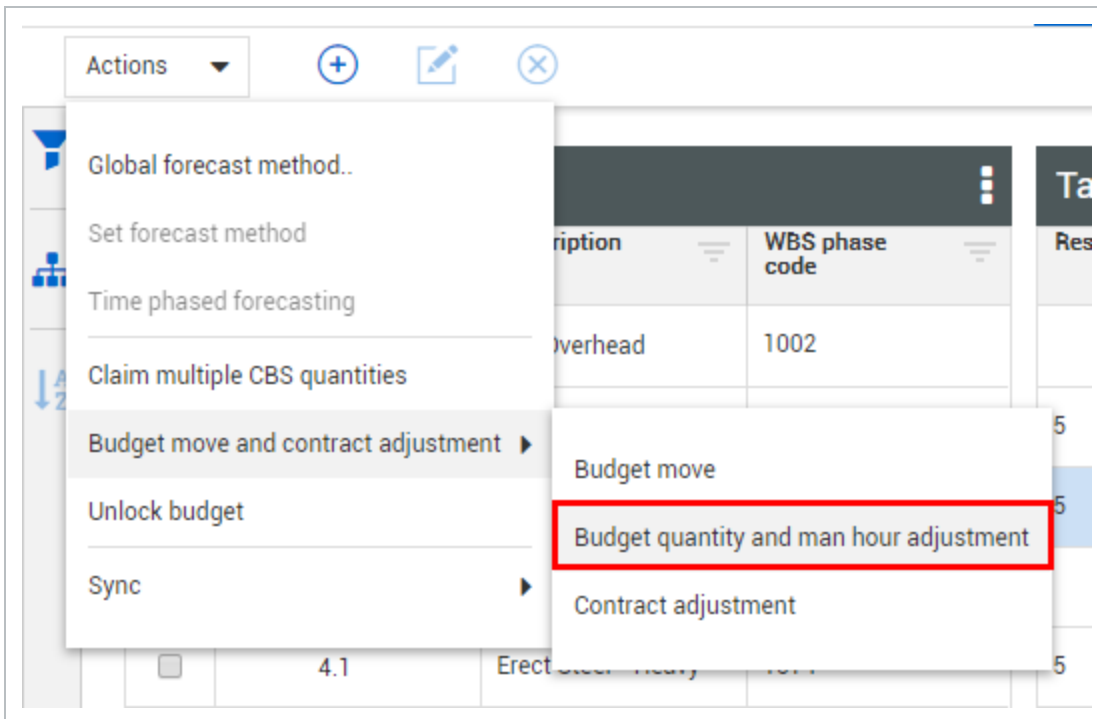 Actions
Global forecast method..
Set forecast method
Time phased forecasting
Claim multiple CBS quantities
Budget move and contract adjustment
Unlock budget
Sync
Budget move
Budget quantity and man hour adjustment
Contract adjustment
Ta
ription
WBS phase
code
Res
Overhead
1002
5
5
4.1
Erect
5